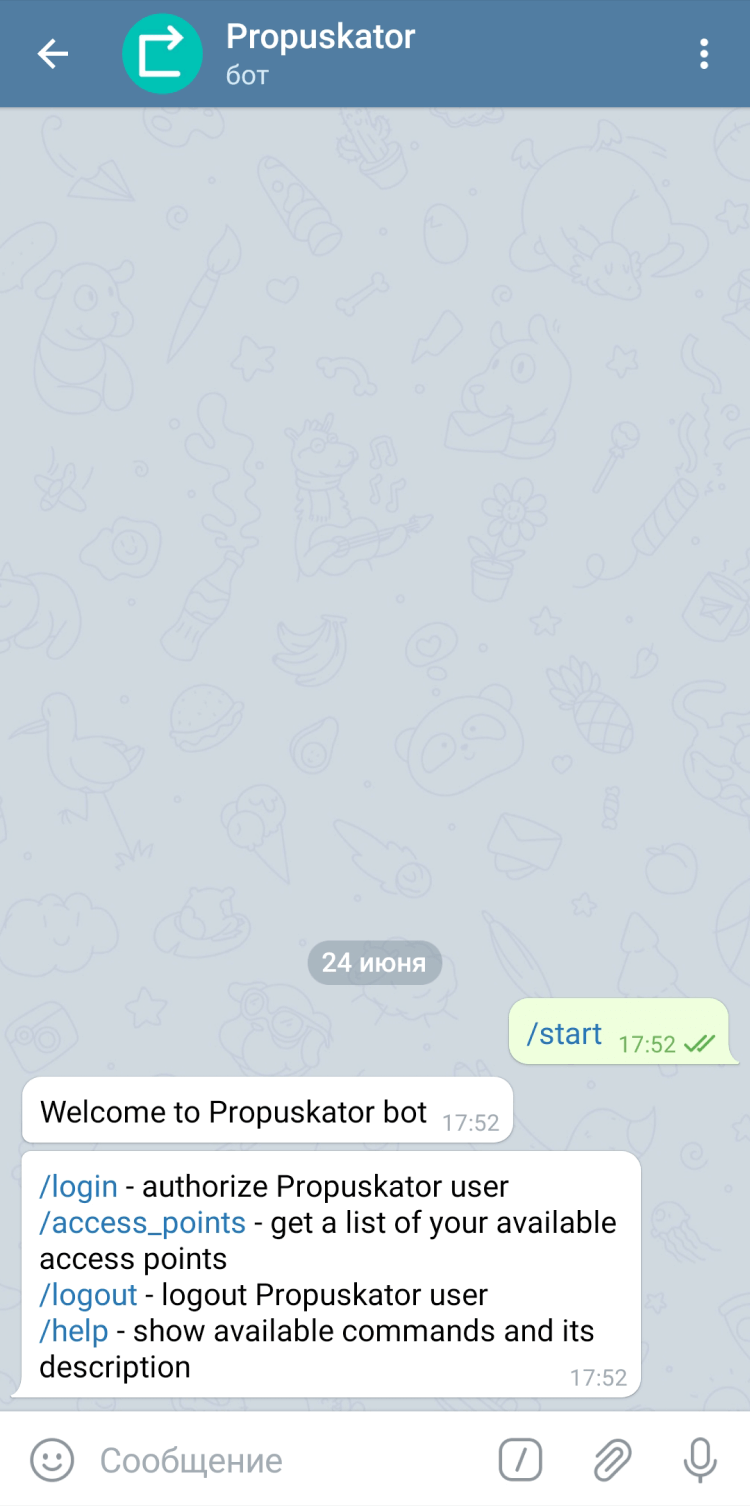 Propuskator
бот
24 июня
/start 17:52
Welcome to Propuskator bot 17:52
/login - authorize Propuskator user
/access_points - get a list of your available
access points
/logout - logout Propuskator user
/help - show available commands and its
description 17:52
Сообщение